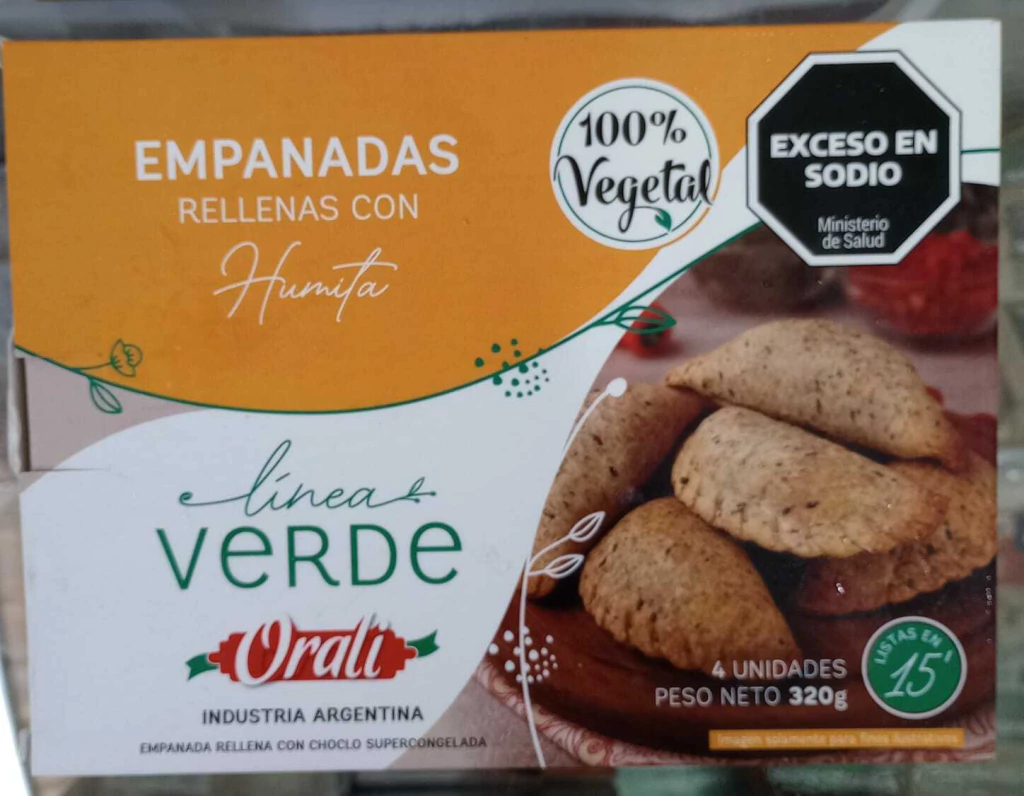 EMPANADAS
RELLENAS CON
Humita
100%
Vegetal
EXCESO EN
SODIO
Ministerio
de Salud
línea
VeRDe
Orali
INDUSTRIA ARGENTINA
EMPANADA RELLENA CON CHOCLO SUPERCONGELADA
4 UNIDADES
PESO NETO 320g
LISTAS EN
15'
Imagen solamente para fines ilustrativos